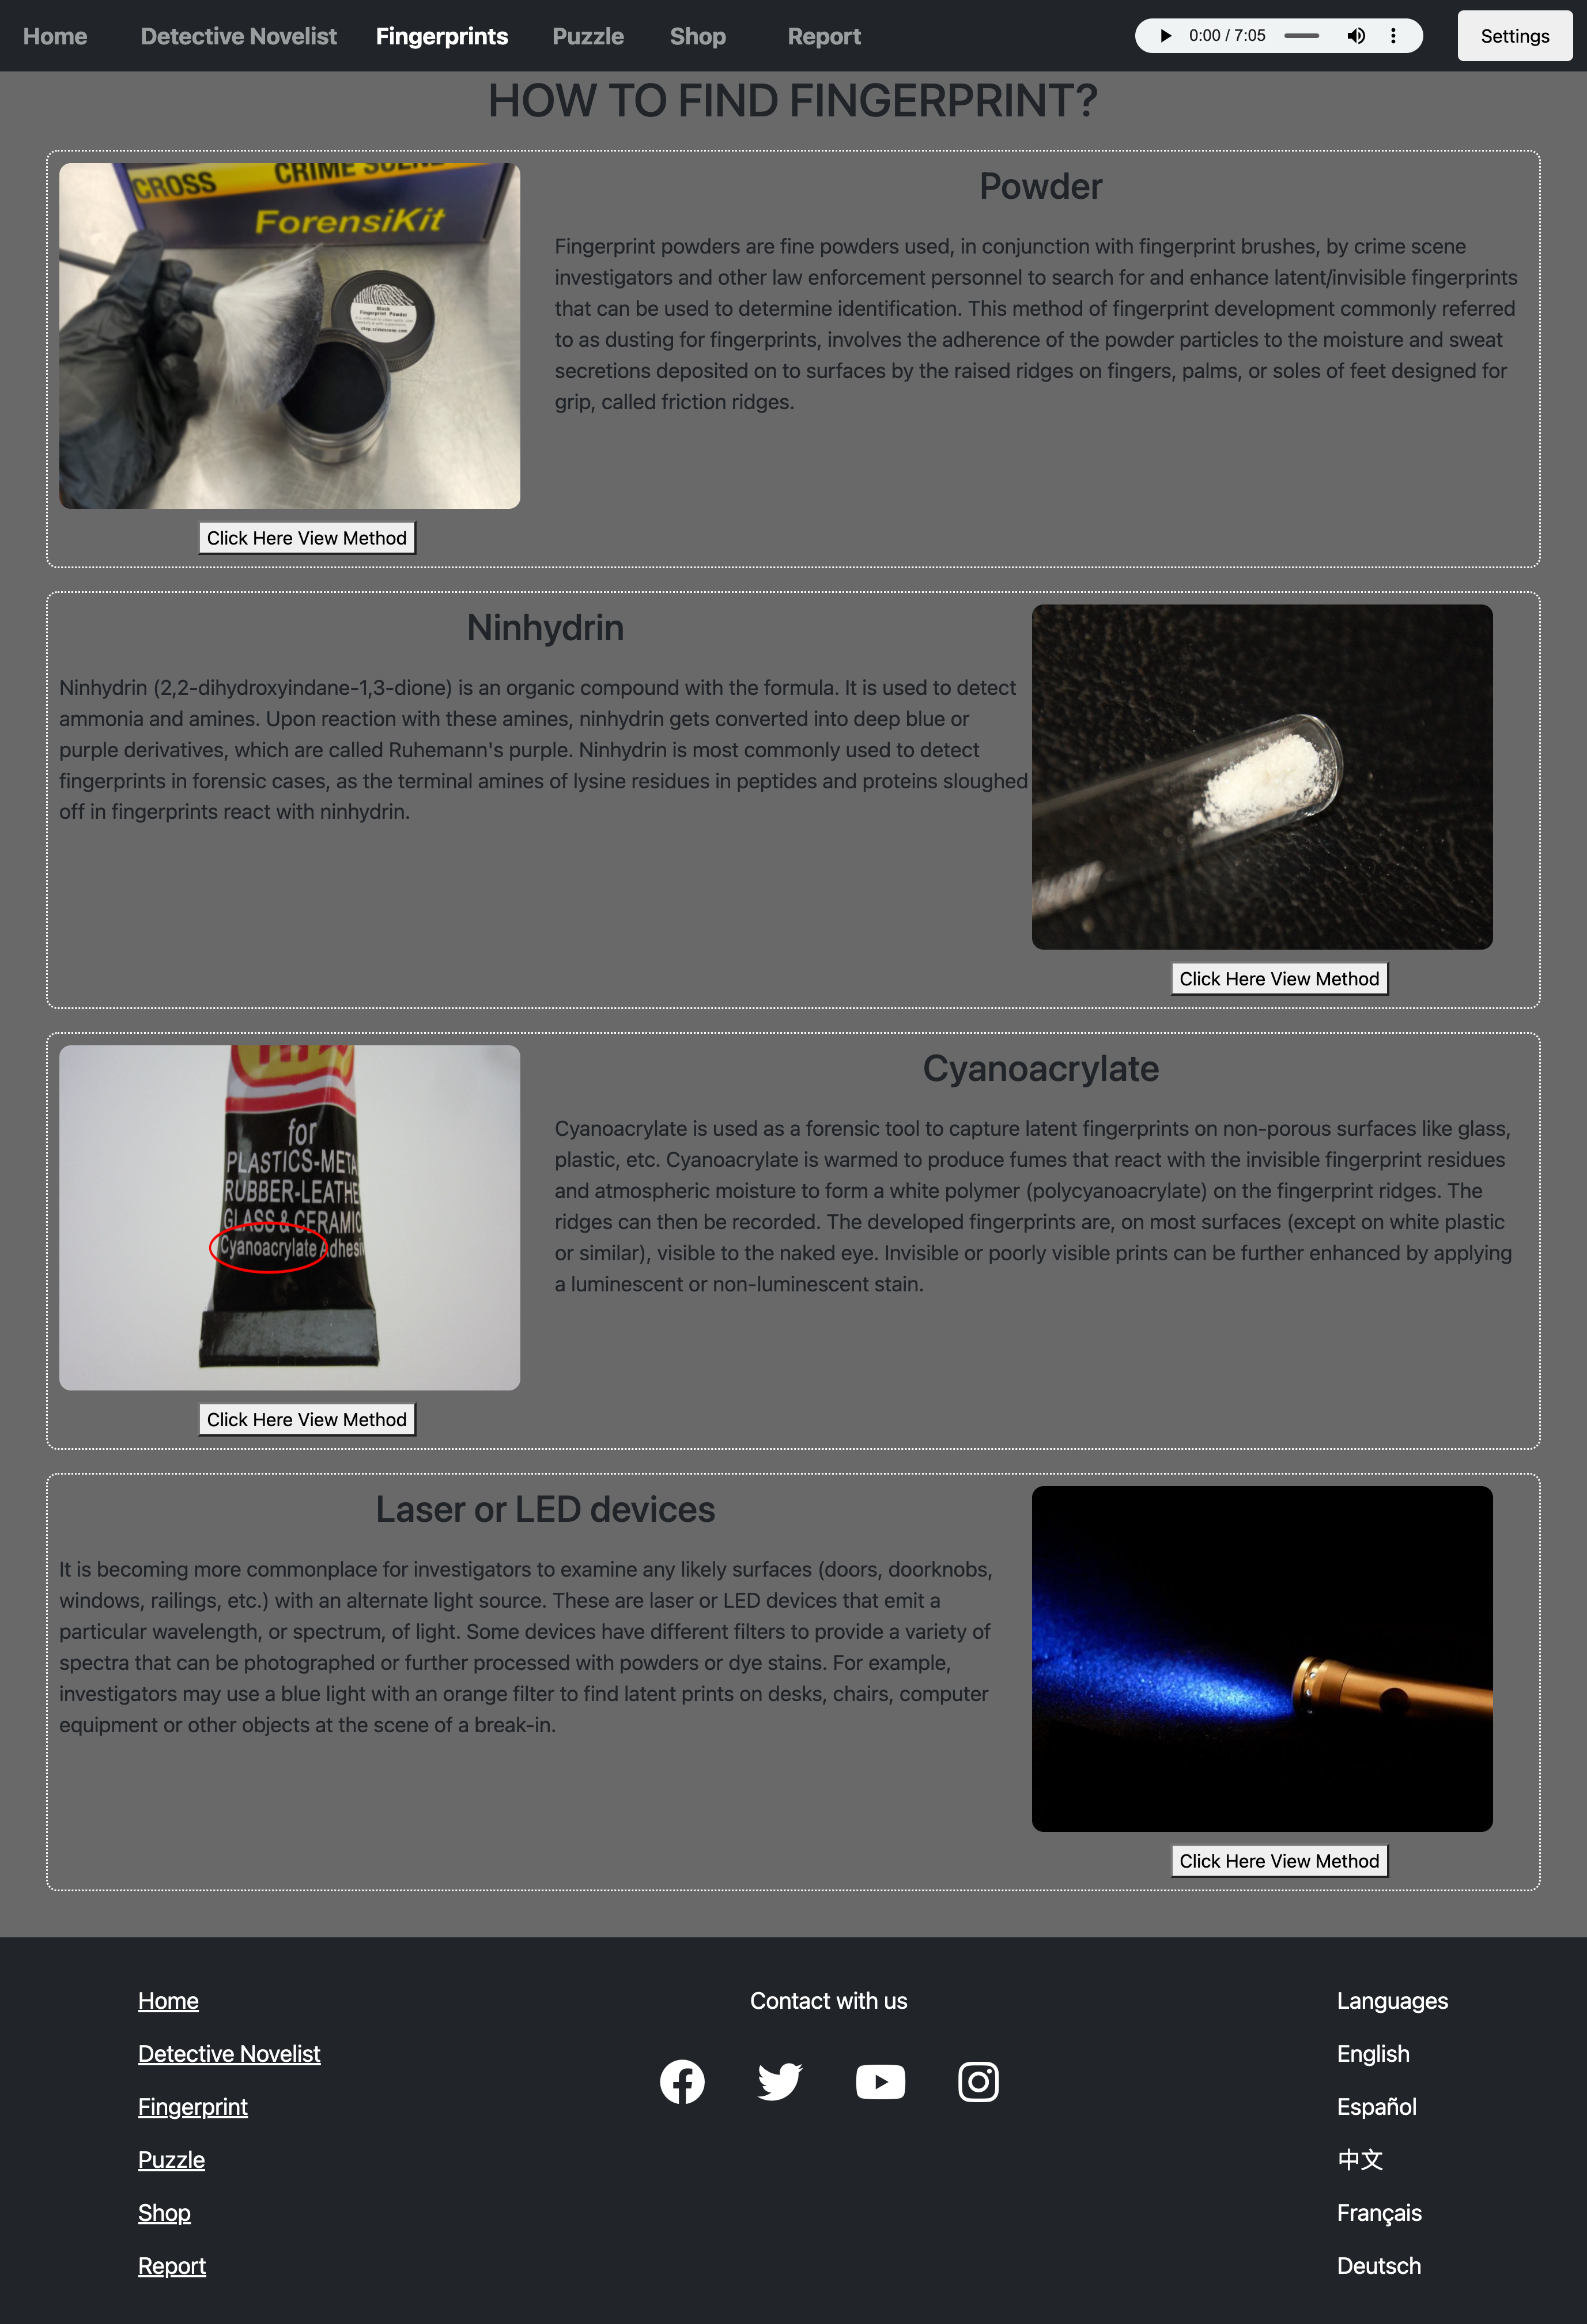 Home Detective Novelist Fingerprints Puzzle Shop Report 0:00 / 7:05 Settings
HOW TO FIND FINGERPRINT?
CROSS CRIME SCENE
ForensiKit
Black
Fingerprint Powder
Click Here View Method
Powder
Fingerprint powders are fine powders used, in conjunction with fingerprint brushes, by crime scene
investigators and other law enforcement personnel to search for and enhance latent/invisible fingerprints
that can be used to determine identification. This method of fingerprint development commonly referred
to as dusting for fingerprints, involves the adherence of the powder particles to the moisture and sweat
secretions deposited on to surfaces by the raised ridges on fingers, palms, or soles of feet designed for
grip, called friction ridges.
Ninhydrin
Ninhydrin (2,2-dihydroxyindane-1,3-dione) is an organic compound with the formula. It is used to detect
ammonia and amines. Upon reaction with these amines, ninhydrin gets converted into deep blue or
purple derivatives, which are called Ruhemann's purple. Ninhydrin is most commonly used to detect
fingerprints in forensic cases, as the terminal amines of lysine residues in peptides and proteins sloughed
off in fingerprints react with ninhydrin.
Click Here View Method
for
PLASTICS-META
RUBBER-LEATHE
GLASS & CERAMIC
Cyanoacrylate Adhesi
Click Here View Method
Cyanoacrylate
Cyanoacrylate is used as a forensic tool to capture latent fingerprints on non-porous surfaces like glass,
plastic, etc. Cyanoacrylate is warmed to produce fumes that react with the invisible fingerprint residues
and atmospheric moisture to form a white polymer (polycyanoacrylate) on the fingerprint ridges. The
ridges can then be recorded. The developed fingerprints are, on most surfaces (except on white plastic
or similar), visible to the naked eye. Invisible or poorly visible prints can be further enhanced by applying
a luminescent or non-luminescent stain.
Laser or LED devices
It is becoming more commonplace for investigators to examine any likely surfaces (doors, doorknobs,
windows, railings, etc.) with an alternate light source. These are laser or LED devices that emit a
particular wavelength, or spectrum, of light. Some devices have different filters to provide a variety of
spectra that can be photographed or further processed with powders or dye stains. For example,
investigators may use a blue light with an orange filter to find latent prints on desks, chairs, computer
equipment or other objects at the scene of a break-in.
Click Here View Method
Home
Detective Novelist
Fingerprint
Puzzle
Shop
Report
Contact with us
Languages
English
Español
中文
Français
Deutsch